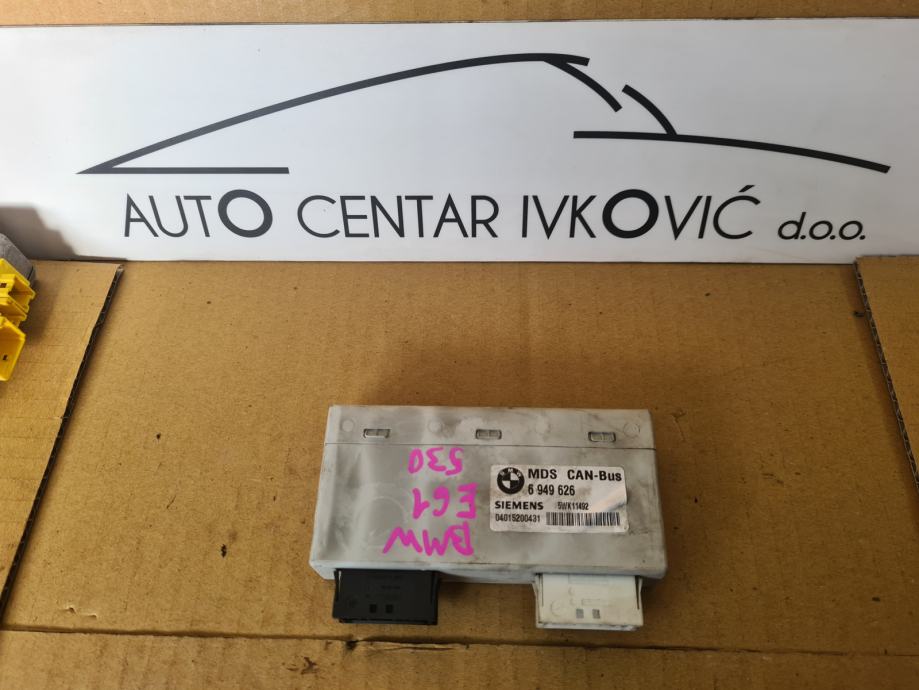 AUTO CENTAR IVKOVIĆ d.o.o.
BMW
E61
530
MDS CAN-Bus
6 949 626
SIEMENS 5WK11492
04015200431